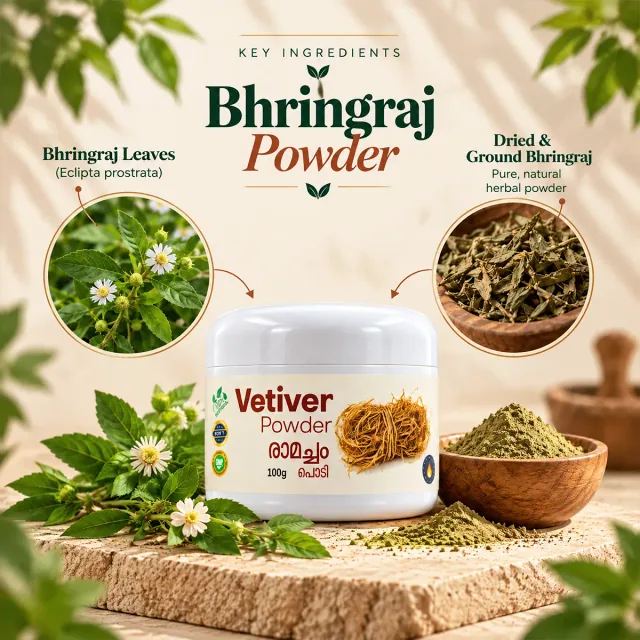 KEY INGREDIENTS
Bhringraj
Powder
Bhringraj Leaves
(Eclipta prostrata)
Dried &
Ground Bhringraj
Pure, natural
herbal powder
Vetiver
Powder
രാമച്ചം
100g പൊടി